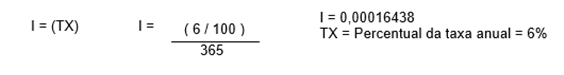 I = (TX)
I =
( 6 / 100 )
365
I = 0,00016438
TX = Percentual da taxa anual = 6%